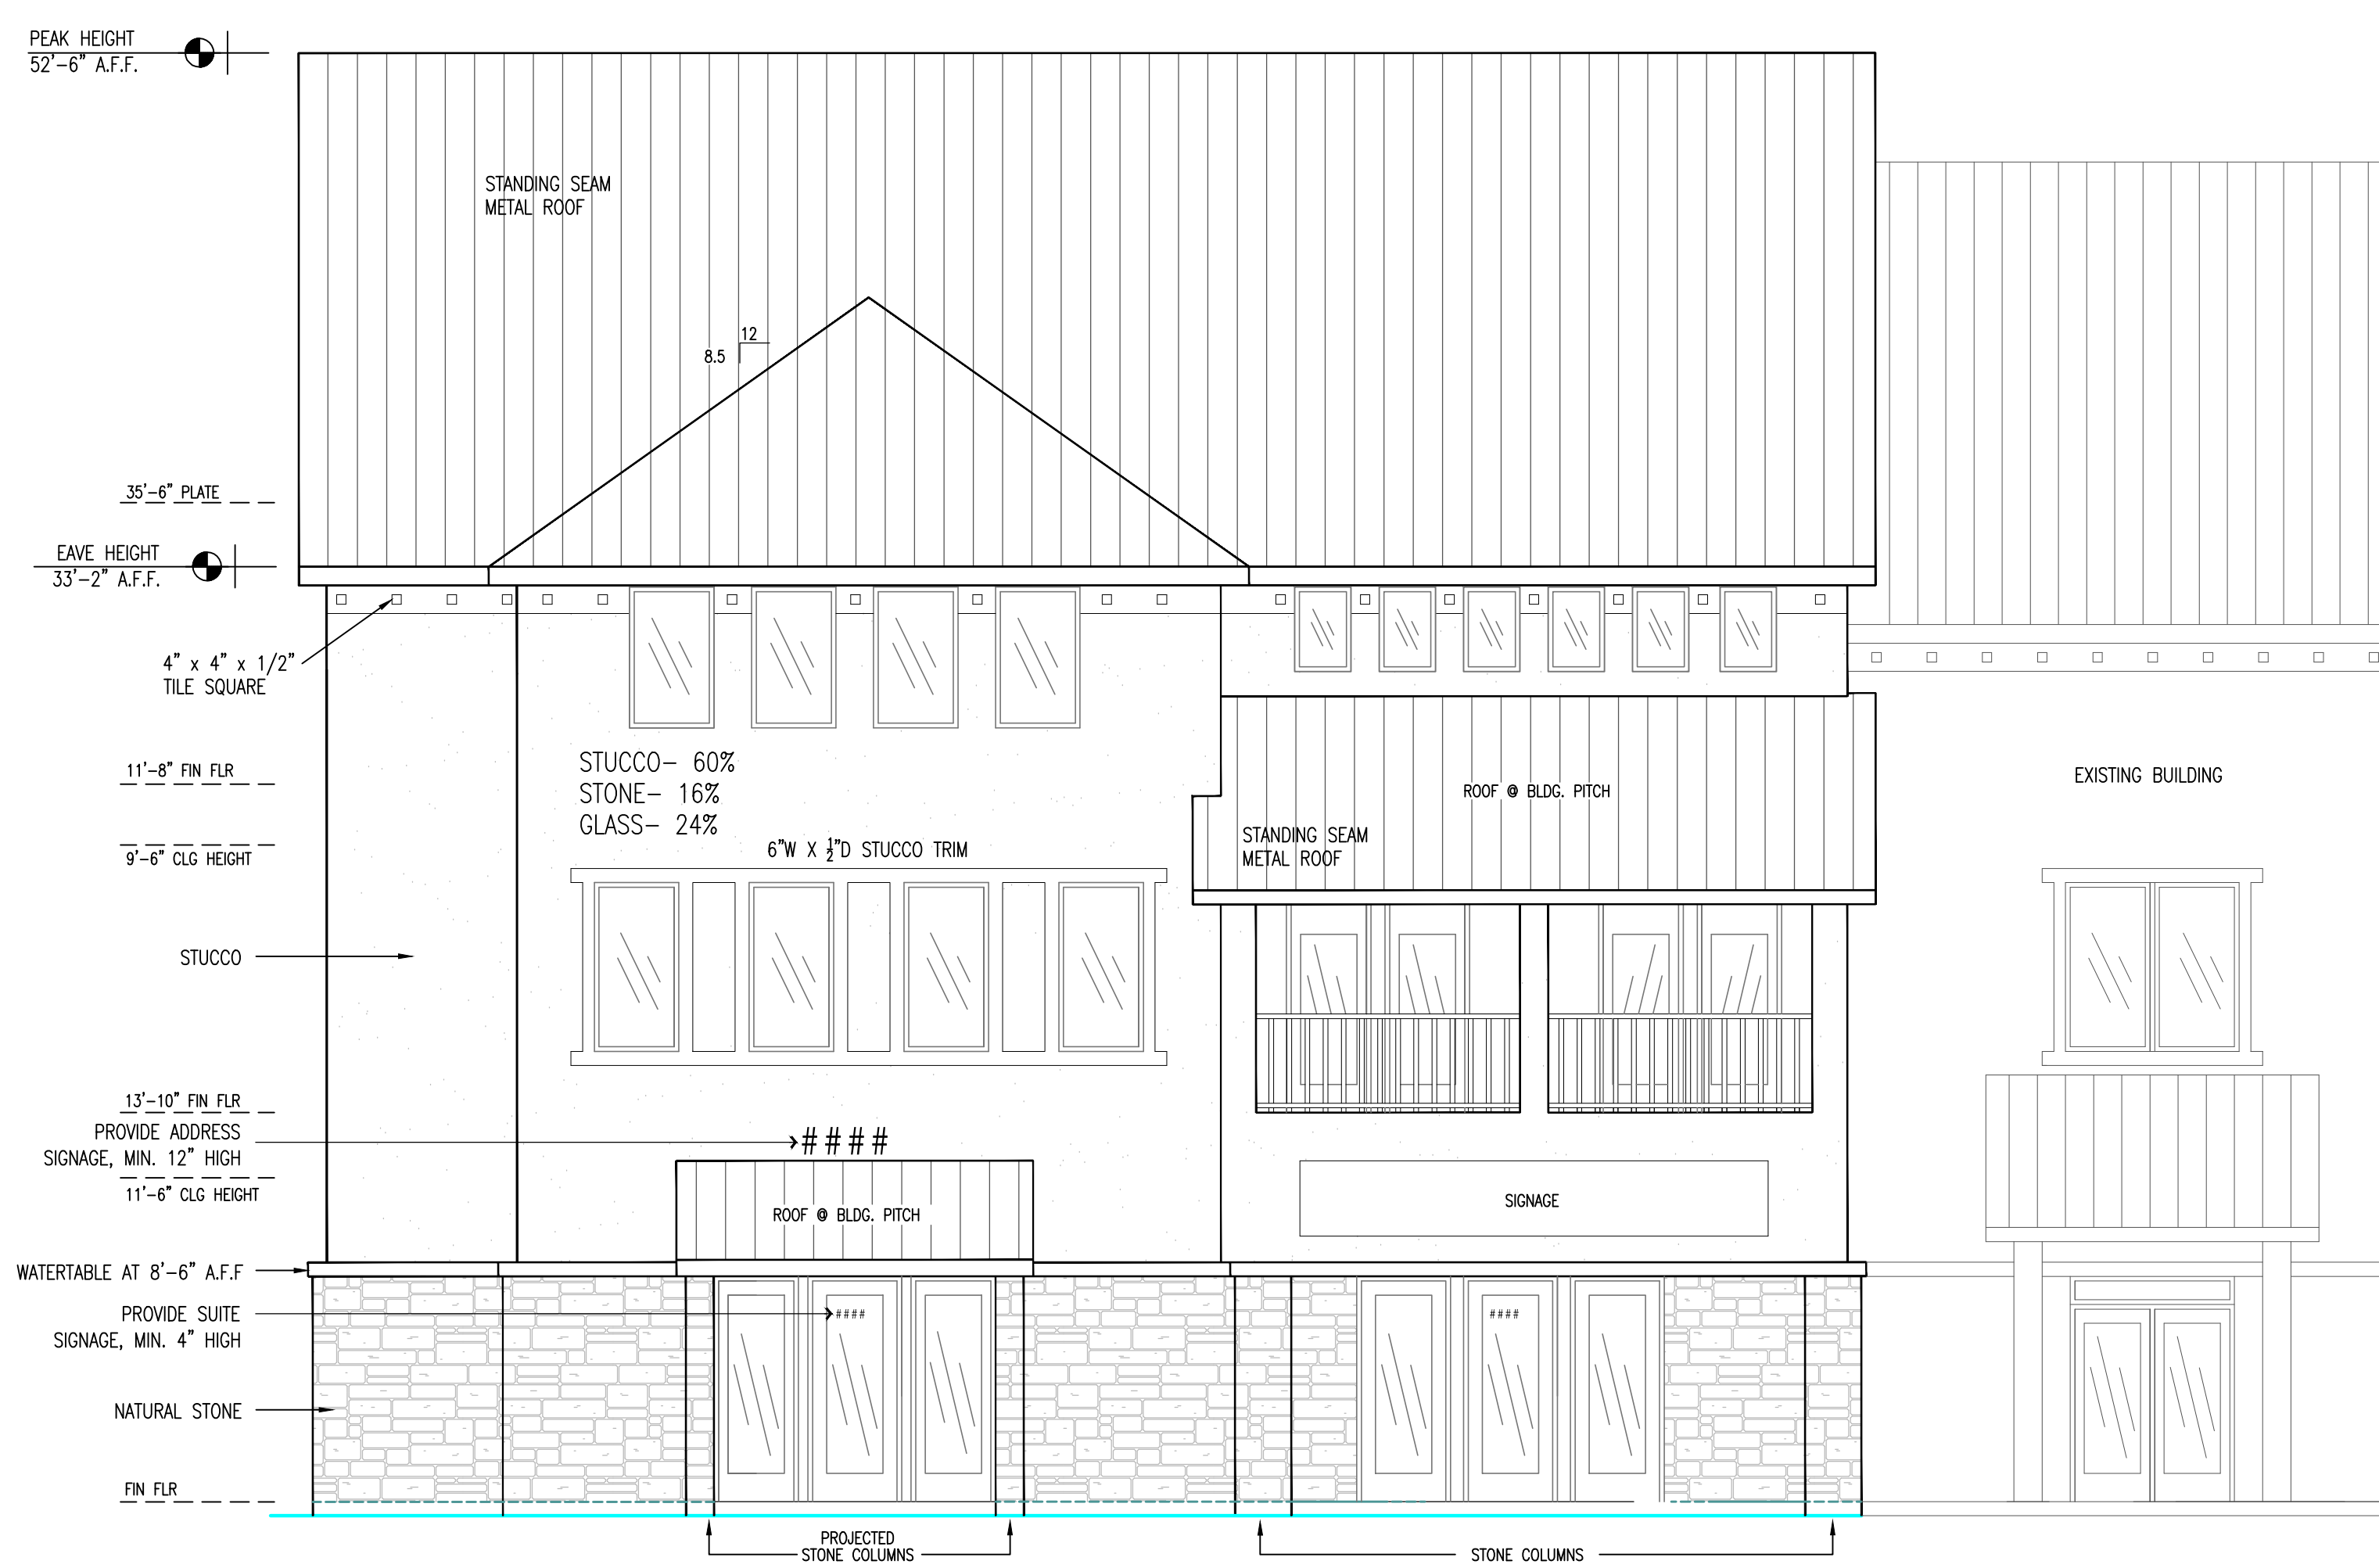 PEAK HEIGHT
52'-6" A.F.F.
STANDING SEAM
METAL ROOF
12
8.5
35'-6" PLATE
EAVE HEIGHT
33'-2" A.F.F.
4" x 4" x 1/2"
TILE SQUARE
STUCCO- 60%
STONE- 16%
GLASS- 24%
11'-8" FIN FLR
9'-6" CLG HEIGHT
6"W X ½"D STUCCO TRIM
ROOF @ BLDG. PITCH
STANDING SEAM
METAL ROOF
EXISTING BUILDING
STUCCO
13'-10" FIN FLR
PROVIDE ADDRESS
SIGNAGE, MIN. 12" HIGH
####
11'-6" CLG HEIGHT
ROOF @ BLDG. PITCH
SIGNAGE
WATERTABLE AT 8'-6" A.F.F
PROVIDE SUITE
SIGNAGE, MIN. 4" HIGH
####
####
NATURAL STONE
FIN FLR
PROJECTED
STONE COLUMNS
STONE COLUMNS